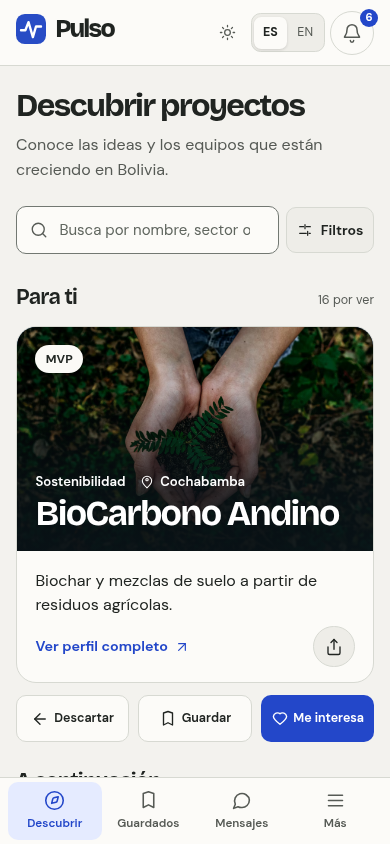 Pulso
ES
EN
6
Descubrir proyectos
Conoce las ideas y los equipos que están
creciendo en Bolivia.
Busca por nombre, sector o
Filtros
Para ti
16 por ver
MVP
Sostenibilidad
Cochabamba
BioCarbono Andino
Biochar y mezclas de suelo a partir de
residuos agrícolas.
Ver perfil completo
Descartar
Guardar
Me interesa
A continuación
Descubrir
Guardados
Mensajes
Más